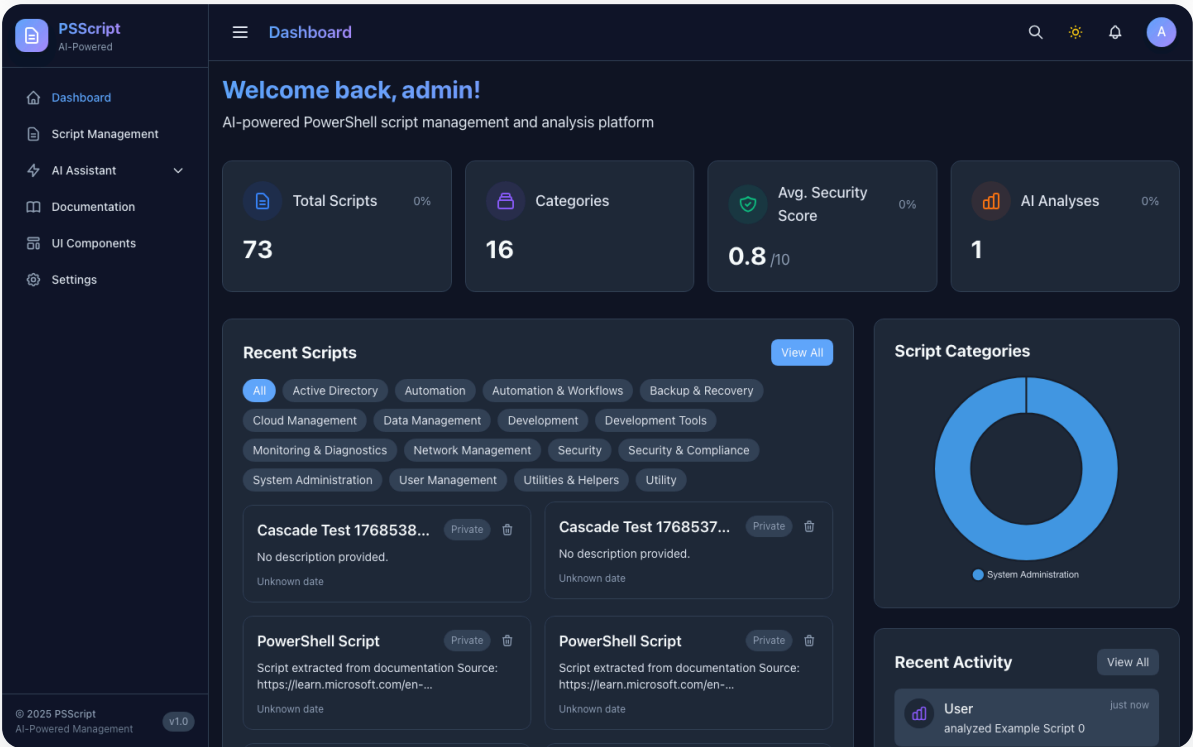 PSScript
AI-Powered
Dashboard
Script Management
AI Assistant
Documentation
UI Components
Settings
© 2025 PSScript
AI-Powered Management
v1.0
Dashboard
A
Welcome back, admin!
AI-powered PowerShell script management and analysis platform
Total Scripts
0%
73
Categories
16
Avg. Security
Score
0%
0.8 /10
AI Analyses
0%
1
Recent Scripts
View All
All
Active Directory
Automation
Automation & Workflows
Backup & Recovery
Cloud Management
Data Management
Development
Development Tools
Monitoring & Diagnostics
Network Management
Security
Security & Compliance
System Administration
User Management
Utilities & Helpers
Utility
Cascade Test 1768538...
Private
No description provided.
Unknown date
Cascade Test 1768537...
Private
No description provided.
Unknown date
PowerShell Script
Private
Script extracted from documentation Source:
https://learn.microsoft.com/en-...
Unknown date
PowerShell Script
Private
Script extracted from documentation Source:
https://learn.microsoft.com/en-...
Unknown date
Script Categories
System Administration
Recent Activity
View All
User
just now
analyzed Example Script 0